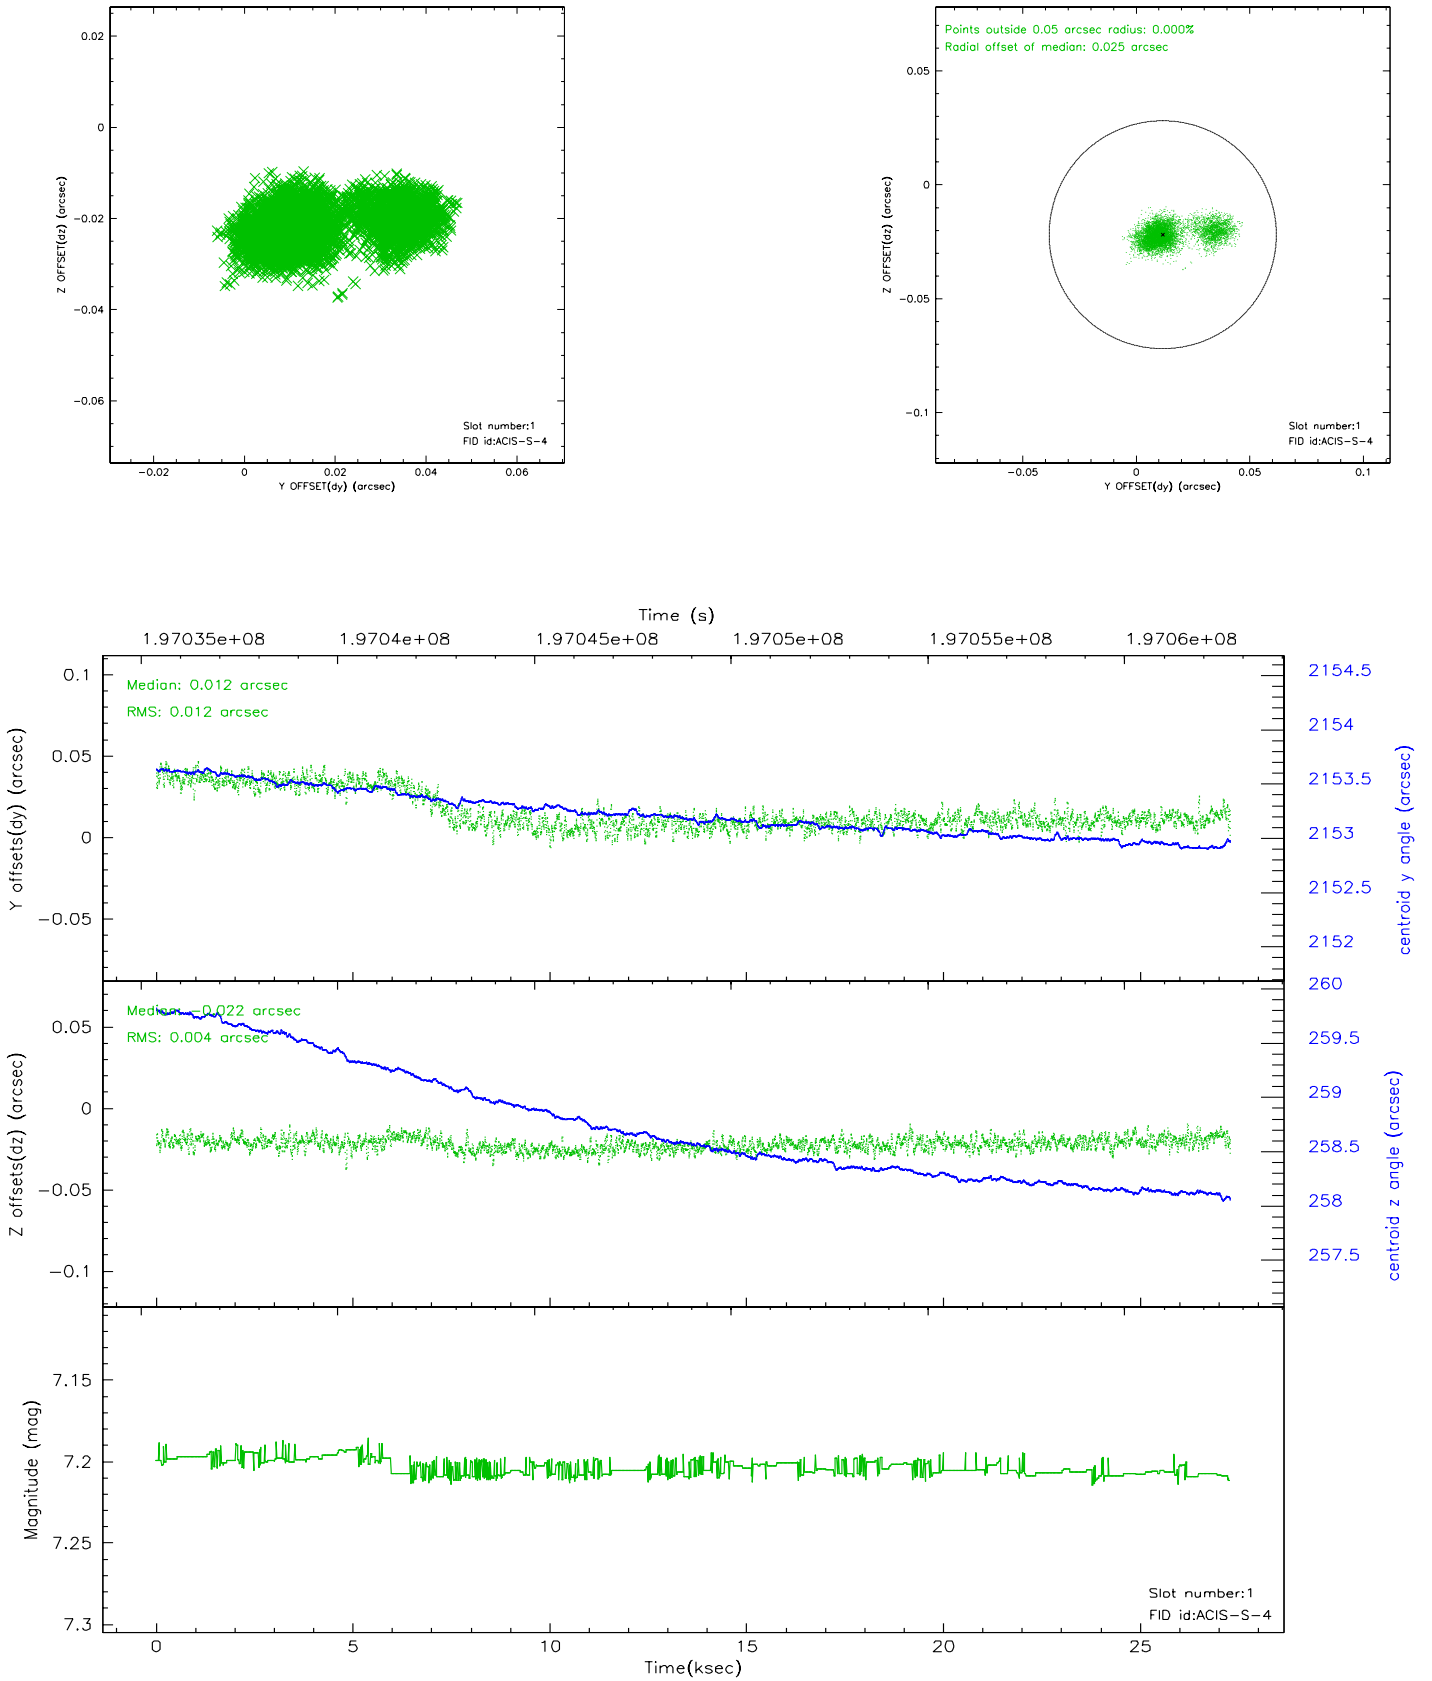 0.02
0
-0.02
-0.04
-0.06
Z OFFSET(dz) (arcsec)
Slot number:1
FID id:ACIS-S-4
-0.02 0 0.02 0.04 0.06
Y OFFSET(dy) (arcsec)
Points outside 0.05 arcsec radius: 0.000%
Radial offset of median: 0.025 arcsec
0.05
0
-0.05
-0.1
Z OFFSET(dz) (arcsec)
Slot number:1
FID id:ACIS-S-4
-0.05 0 0.05 0.1
Y OFFSET(dy) (arcsec)
Time (s)
1.97035e+08 1.9704e+08 1.97045e+08 1.9705e+08 1.97055e+08 1.9706e+08
Median: 0.012 arcsec
RMS: 0.012 arcsec
0.1
0.05
0
-0.05
Y offsets(dy) (arcsec)
2154.5
2154
2153.5
2153
2152.5
2152
centroid y angle (arcsec)
Median: -0.022 arcsec
RMS: 0.004 arcsec
0.05
0
-0.05
-0.1
Z offsets(dz) (arcsec)
260
259.5
259
258.5
258
257.5
centroid z angle (arcsec)
7.15
7.2
7.25
7.3
Magnitude (mag)
Slot number:1
FID id:ACIS-S-4
0 5 10 15 20 25
Time(ksec)